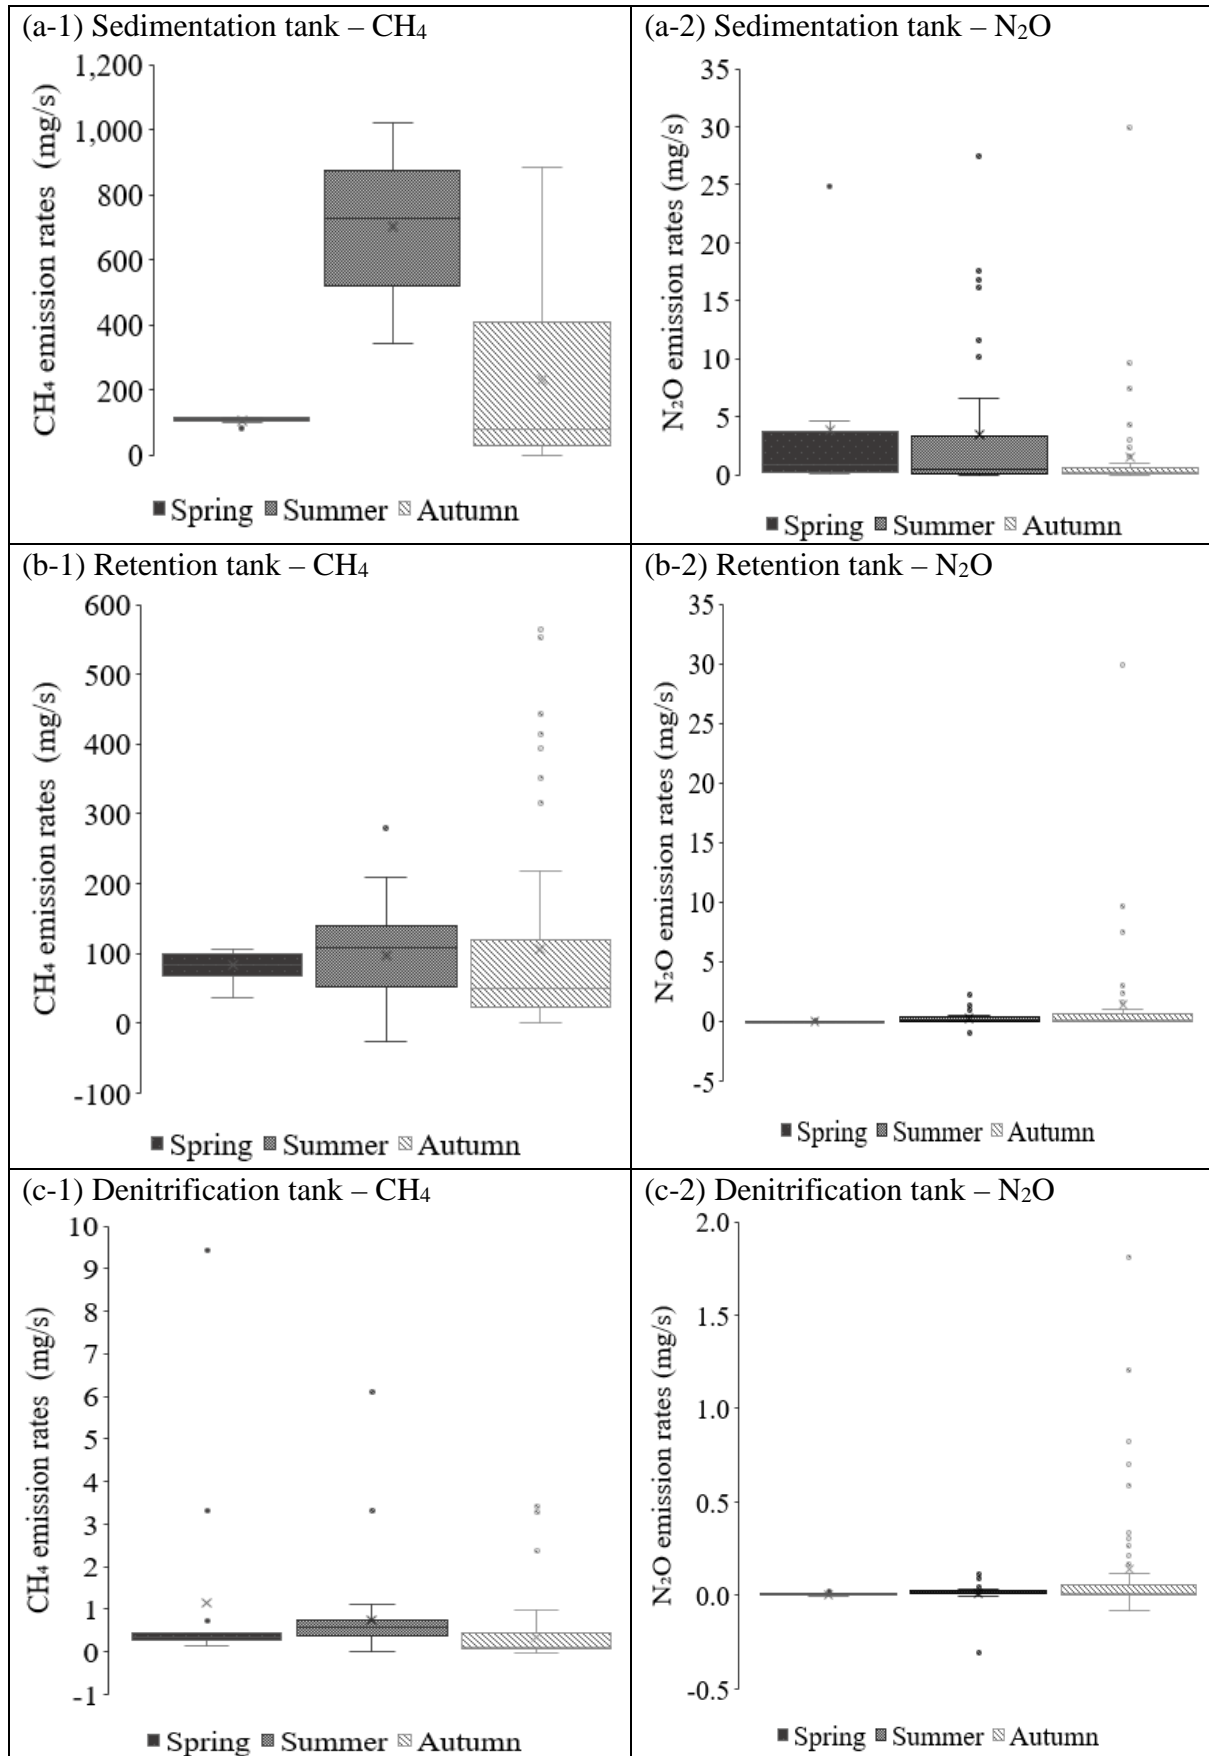 (a-1) Sedimentation tank – CH₄
CH₄ emission rates (mg/s)
1,200
1,000
800
600
400
200
0
Spring Summer Autumn
(a-2) Sedimentation tank – N₂O
N₂O emission rates (mg/s)
35
30
25
20
15
10
5
0
Spring Summer Autumn
(b-1) Retention tank – CH₄
CH₄ emission rates (mg/s)
600
500
400
300
200
100
0
-100
Spring Summer Autumn
(b-2) Retention tank – N₂O
N₂O emission rates (mg/s)
35
30
25
20
15
10
5
0
-5
Spring Summer Autumn
(c-1) Denitrification tank – CH₄
CH₄ emission rates (mg/s)
10
9
8
7
6
5
4
3
2
1
0
-1
Spring Summer Autumn
(c-2) Denitrification tank – N₂O
N₂O emission rates (mg/s)
2.0
1.5
1.0
0.5
0.0
-0.5
Spring Summer Autumn